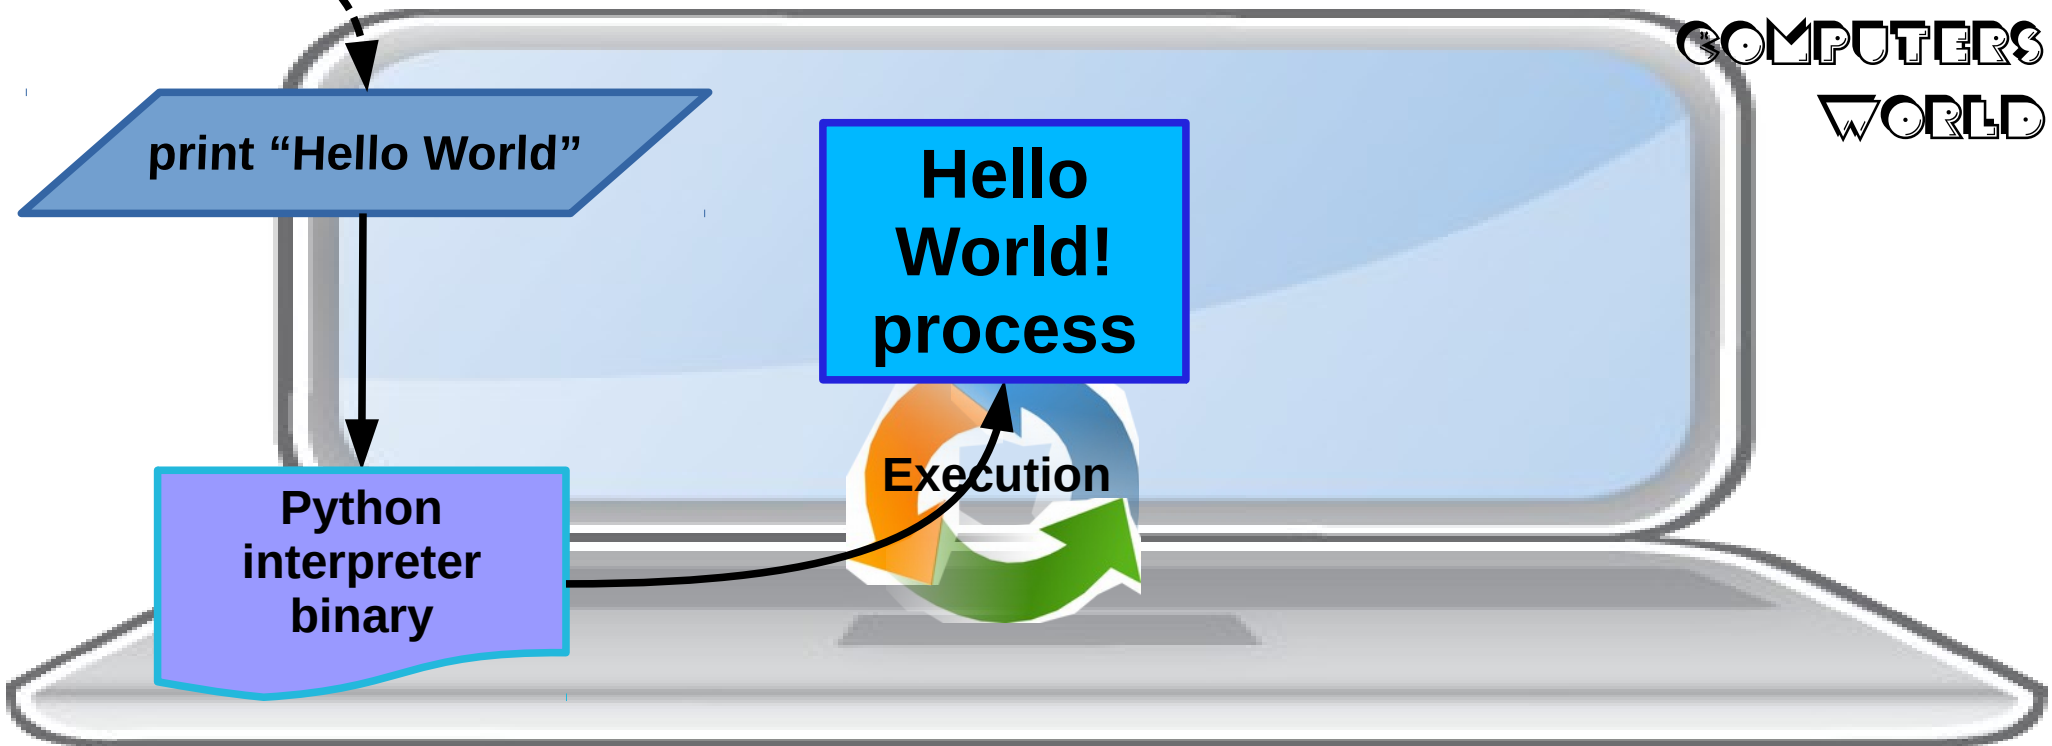 COMPUTERS
WORLD
print “Hello World”
Hello
World!
process
Execution
Python
interpreter
binary